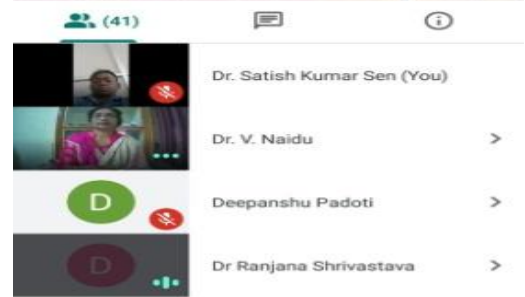 (41)
Dr. Satish Kumar Sen (You)
Dr. V. Naidu
D
Deepanshu Padoti
D
Dr Ranjana Shrivastava